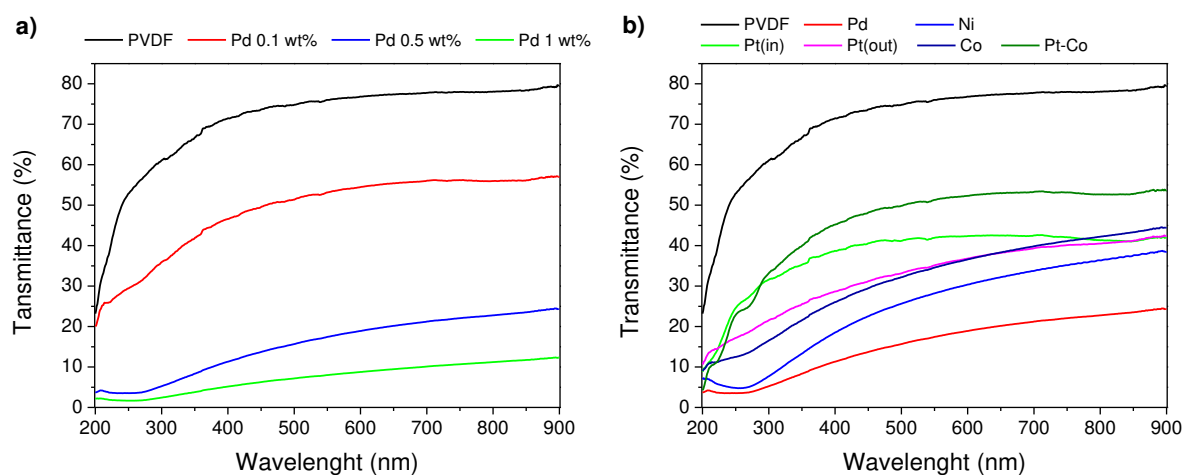 a)
PVDF Pd 0.1 wt% Pd 0.5 wt% Pd 1 wt%
80
70
60
50
40
30
20
10
0
Tansmittance (%)
200 300 400 500 600 700 800 900
Wavelenght (nm)
b)
PVDF Pd Ni
Pt(in) Pt(out) Co Pt-Co
80
70
60
50
40
30
20
10
0
Transmittance (%)
200 300 400 500 600 700 800 900
Wavelenght (nm)